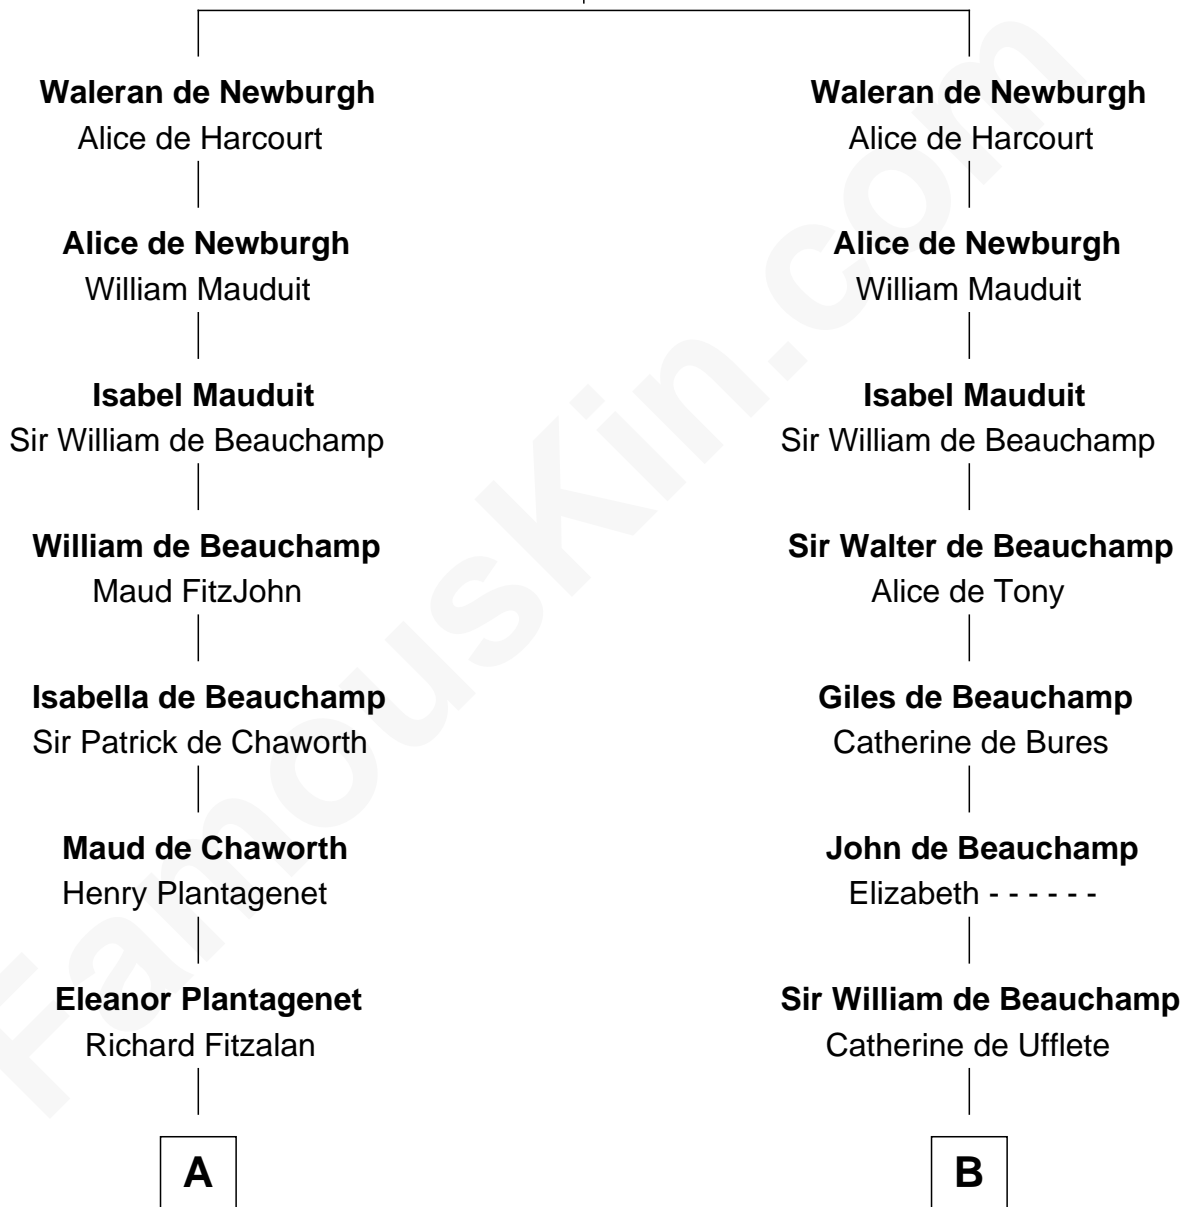 Waleran de Newburgh
Alice de Harcourt
Alice de Newburgh
William Mauduit
Isabel Mauduit
Sir William de Beauchamp
William de Beauchamp
Maud FitzJohn
Isabella de Beauchamp
Sir Patrick de Chaworth
Maud de Chaworth
Henry Plantagenet
Eleanor Plantagenet
Richard Fitzalan
A
Waleran de Newburgh
Alice de Harcourt
Alice de Newburgh
William Mauduit
Isabel Mauduit
Sir William de Beauchamp
Sir Walter de Beauchamp
Alice de Tony
Giles de Beauchamp
Catherine de Bures
John de Beauchamp
Elizabeth - - - - - -
Sir William de Beauchamp
Catherine de Ufflete
B
FamousKin.com